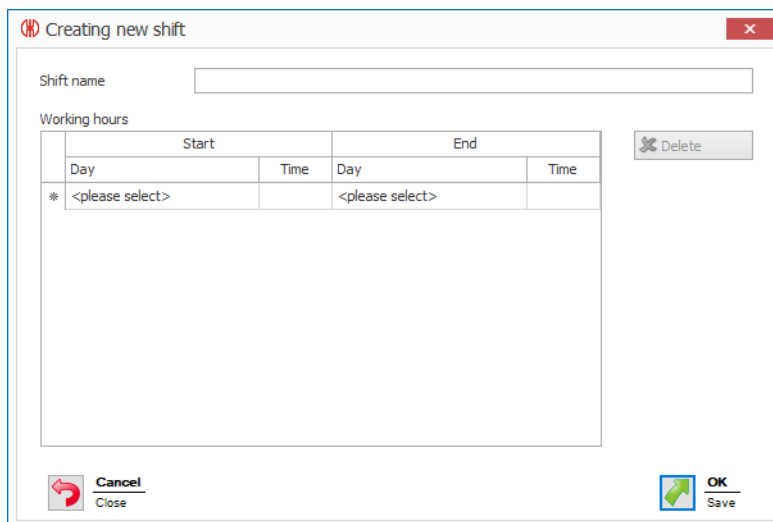 Creating new shift
Shift name
Working hours
Start End
Delete
Day Time Day Time
<please select> <please select>
Cancel OK
Close Save